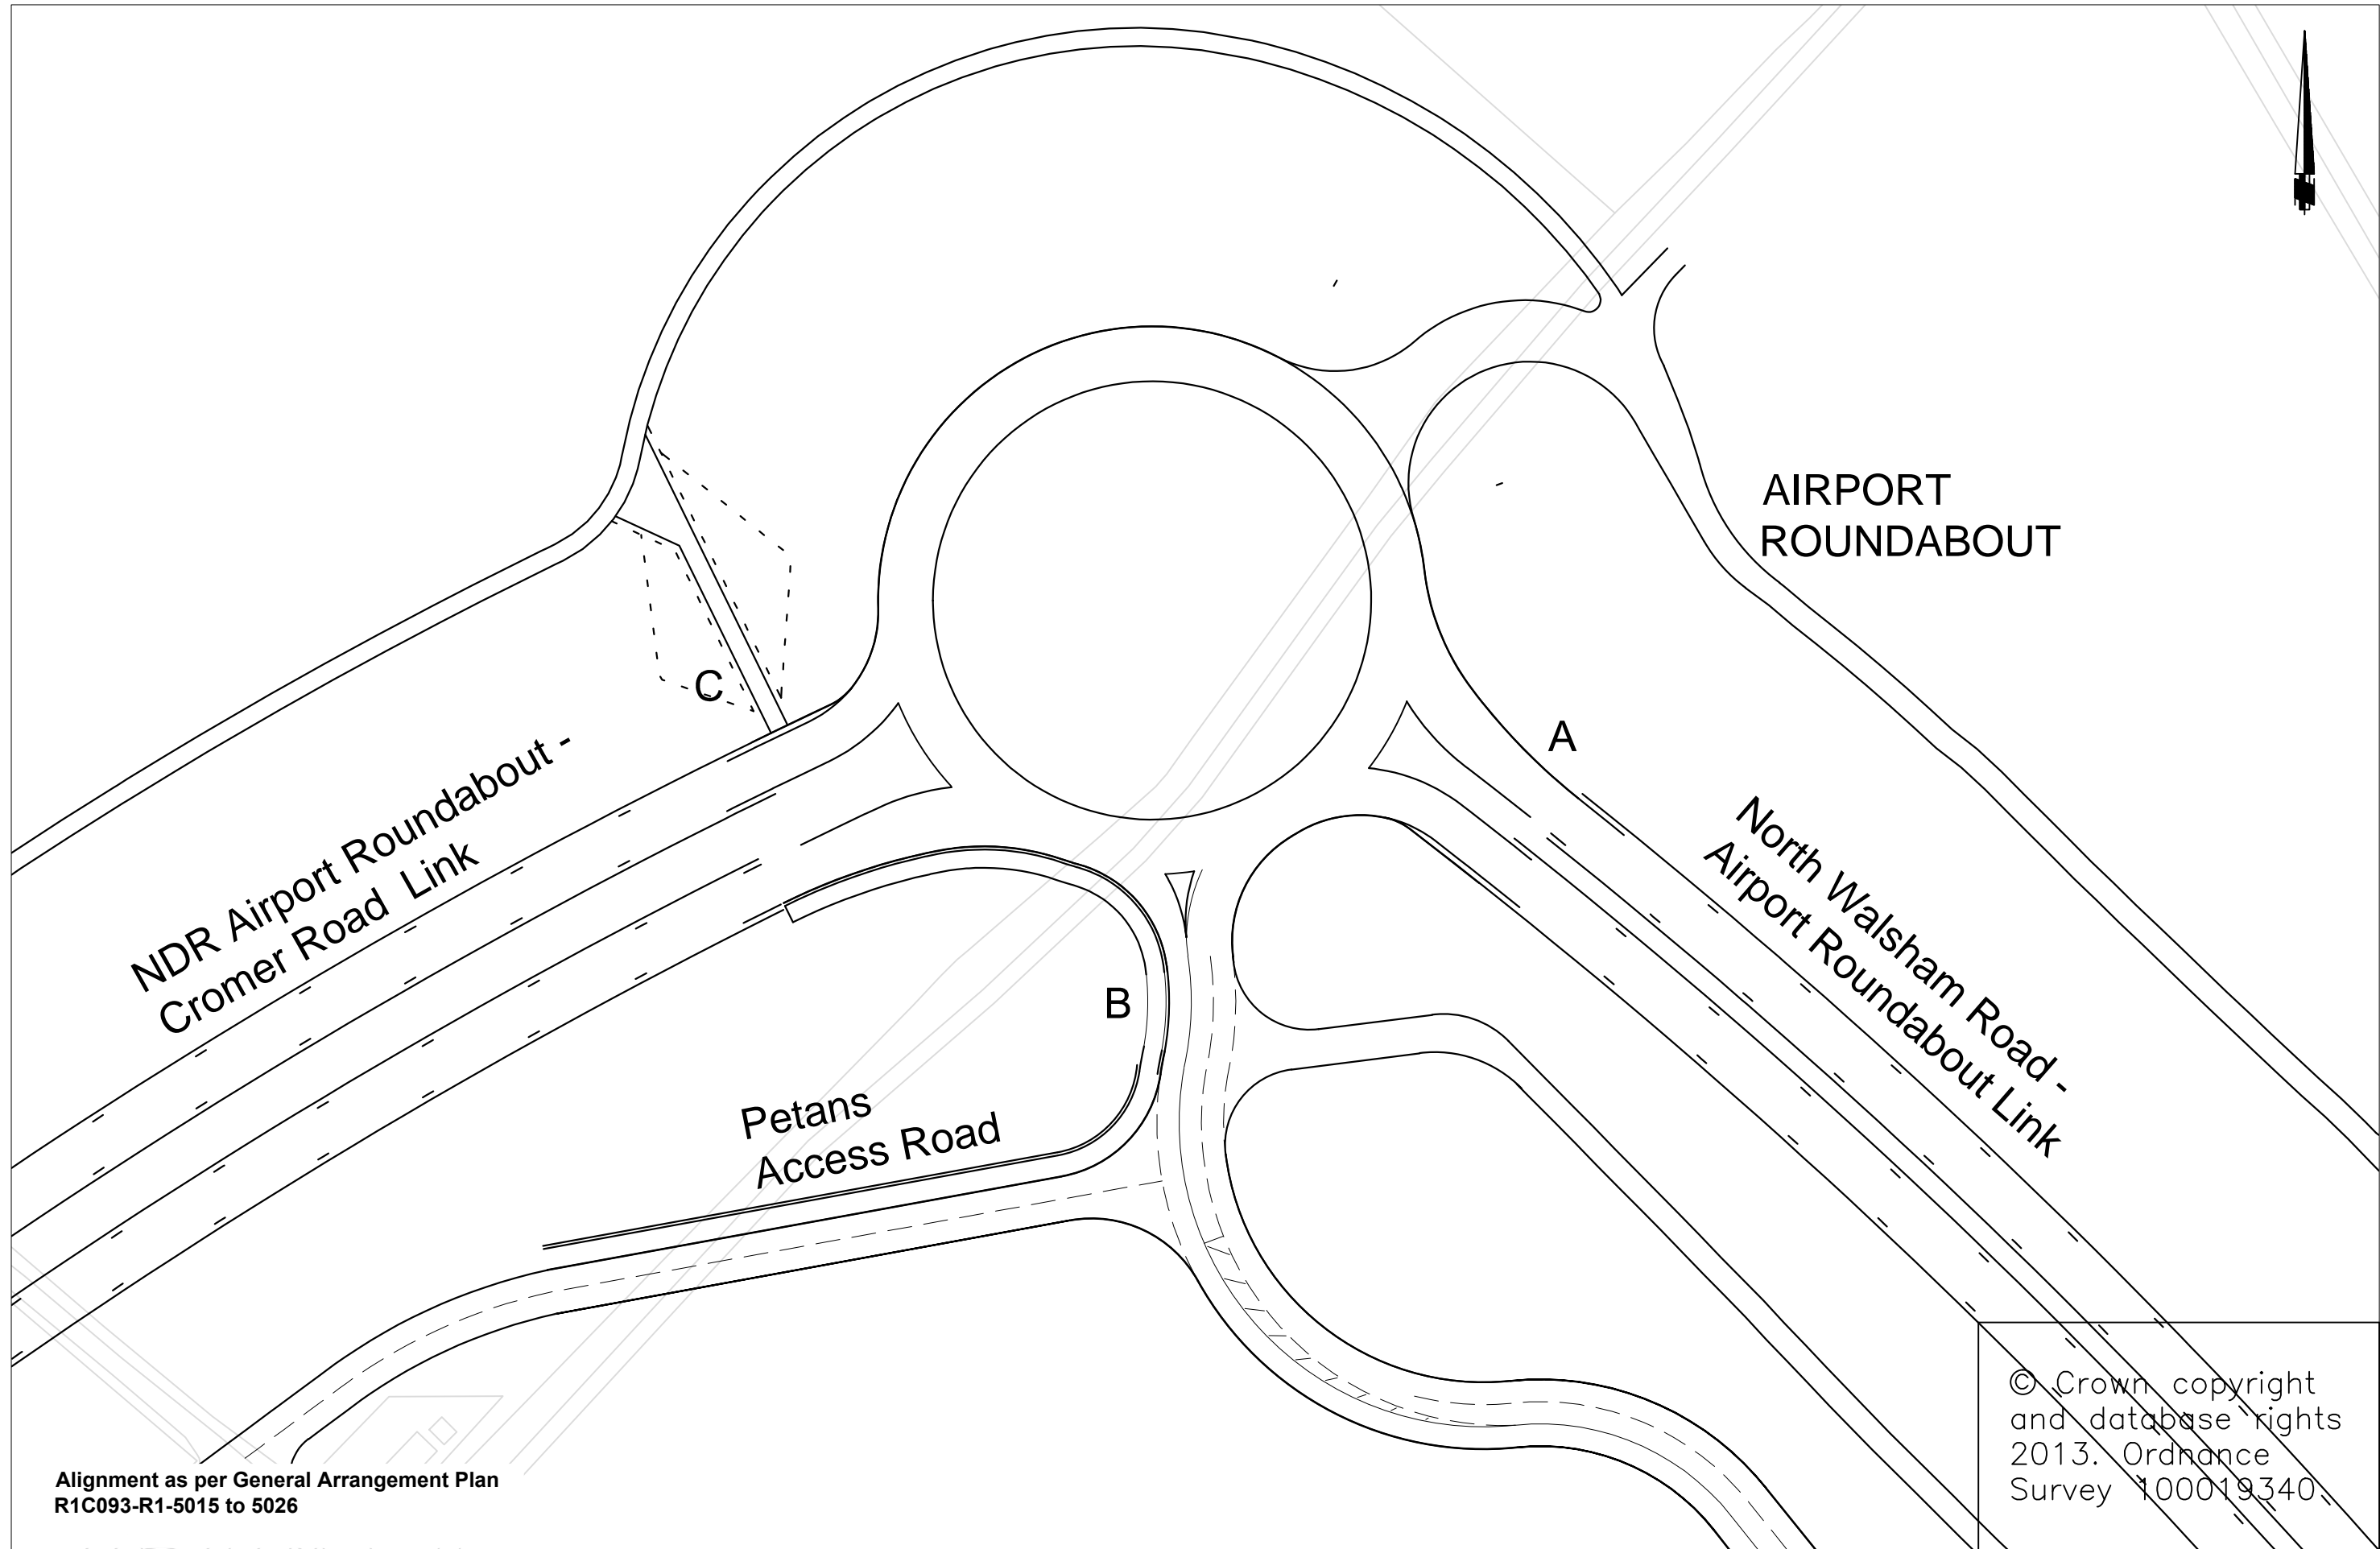 AIRPORT
ROUNDABOUT
C
A
NDR Airport Roundabout -
Cromer Road Link
North Walsham Road -
Airport Roundabout Link
B
Petans
Access Road
© Crown copyright
and database rights
2013. Ordnance
Survey 100019340
Alignment as per General Arrangement Plan
R1C093-R1-5015 to 5026